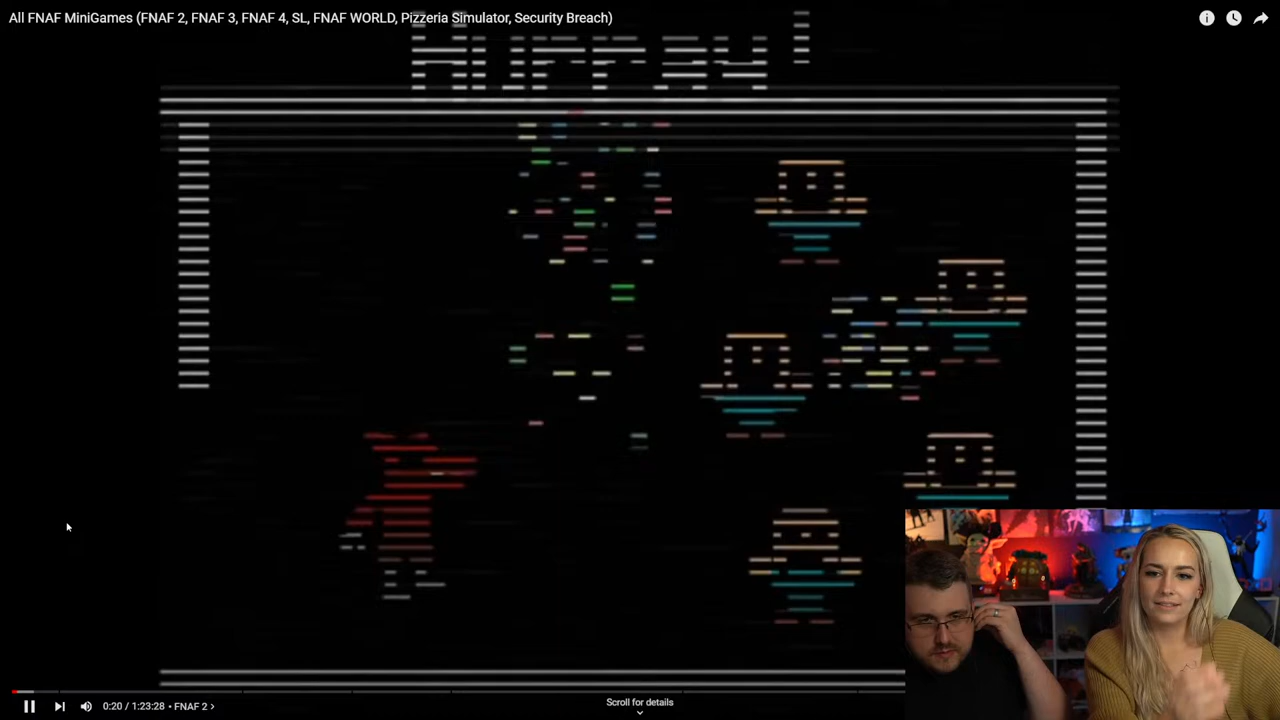 All FNAF MiniGames (FNAF 2, FNAF 3, FNAF 4, SL, FNAF WORLD, Pizzeria Simulator, Security Breach)
Hurray!
Scroll for details
0:20 / 1:23:28 • FNAF 2 >